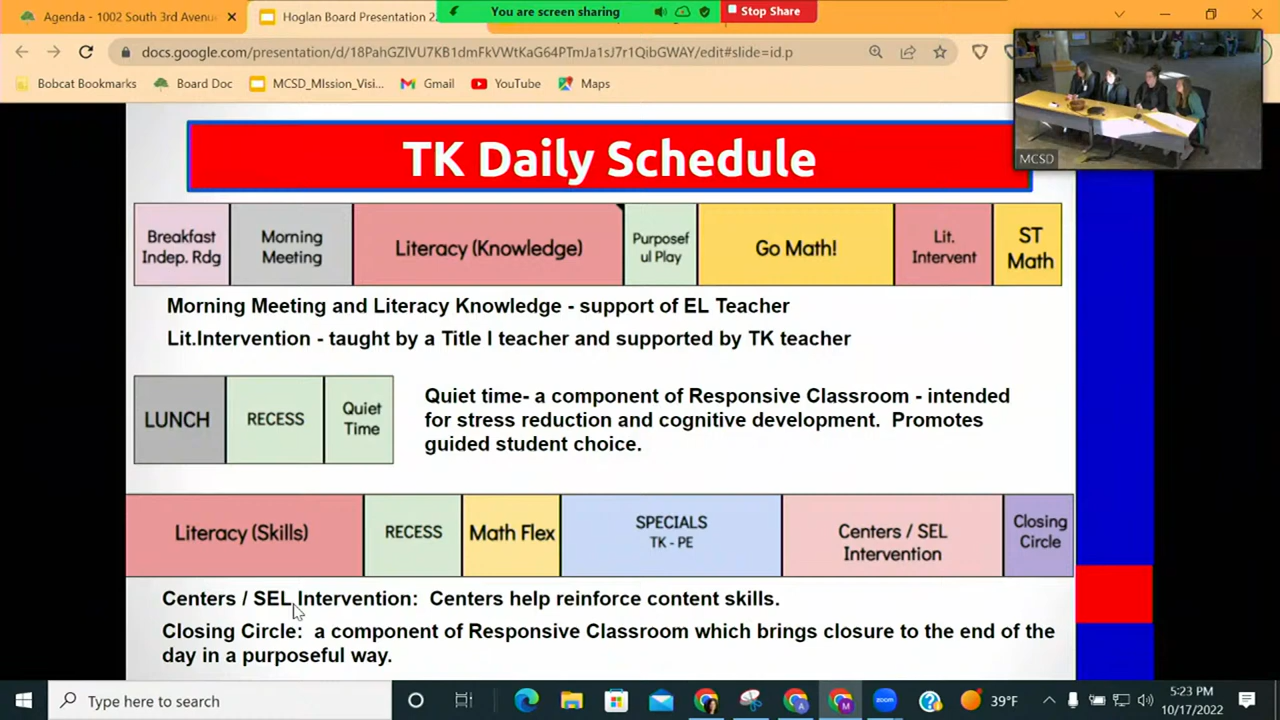 Agenda - 1002 South 3rd Avenu
Hoglan Board Presentation 2
You are screen sharing
Stop Share
docs.google.com/presentation/d/18PahGZlVU7KB1dmFkVWtKaG64PTmJa1sJ7r1QibGWAY/edit#slide=id.p
Bobcat Bookmarks
Board Doc
MCSD_MIssion_Visi...
Gmail
YouTube
Maps
MCSD
TK Daily Schedule
Breakfast
Indep. Rdg
Morning
Meeting
Literacy (Knowledge)
Purposef
ul Play
Go Math!
Lit.
Intervent
ST
Math
Morning Meeting and Literacy Knowledge - support of EL Teacher
Lit.Intervention - taught by a Title I teacher and supported by TK teacher
LUNCH
RECESS
Quiet
Time
Quiet time- a component of Responsive Classroom - intended
for stress reduction and cognitive development. Promotes
guided student choice.
Literacy (Skills)
RECESS
Math Flex
SPECIALS
TK - PE
Centers / SEL
Intervention
Closing
Circle
Centers / SEL Intervention: Centers help reinforce content skills.
Closing Circle: a component of Responsive Classroom which brings closure to the end of the
day in a purposeful way.
Type here to search
zoom
39°F
5:23 PM
10/17/2022